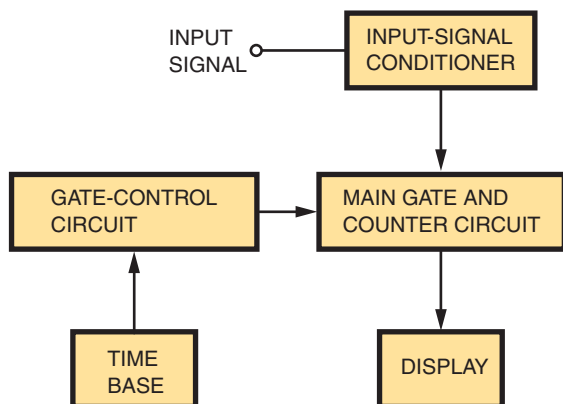 INPUT
SIGNAL
INPUT-SIGNAL
CONDITIONER
GATE-CONTROL
CIRCUIT
MAIN GATE AND
COUNTER CIRCUIT
TIME
BASE
DISPLAY